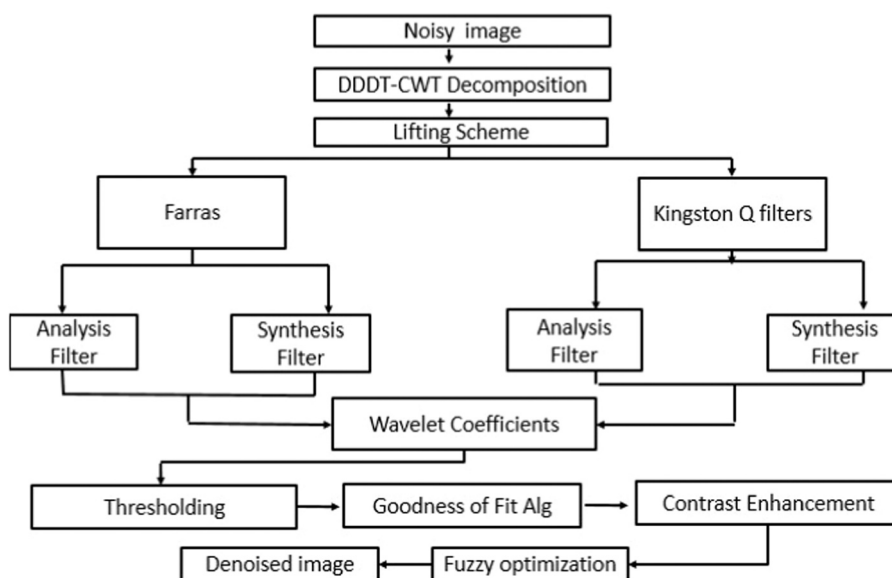 Noisy image
DDDT-CWT Decomposition
Lifting Scheme
Farras
Kingston Q filters
Analysis
Filter
Synthesis
Filter
Analysis
Filter
Synthesis
Filter
Wavelet Coefficients
Thresholding
Goodness of Fit Alg
Contrast Enhancement
Denoised image
Fuzzy optimization